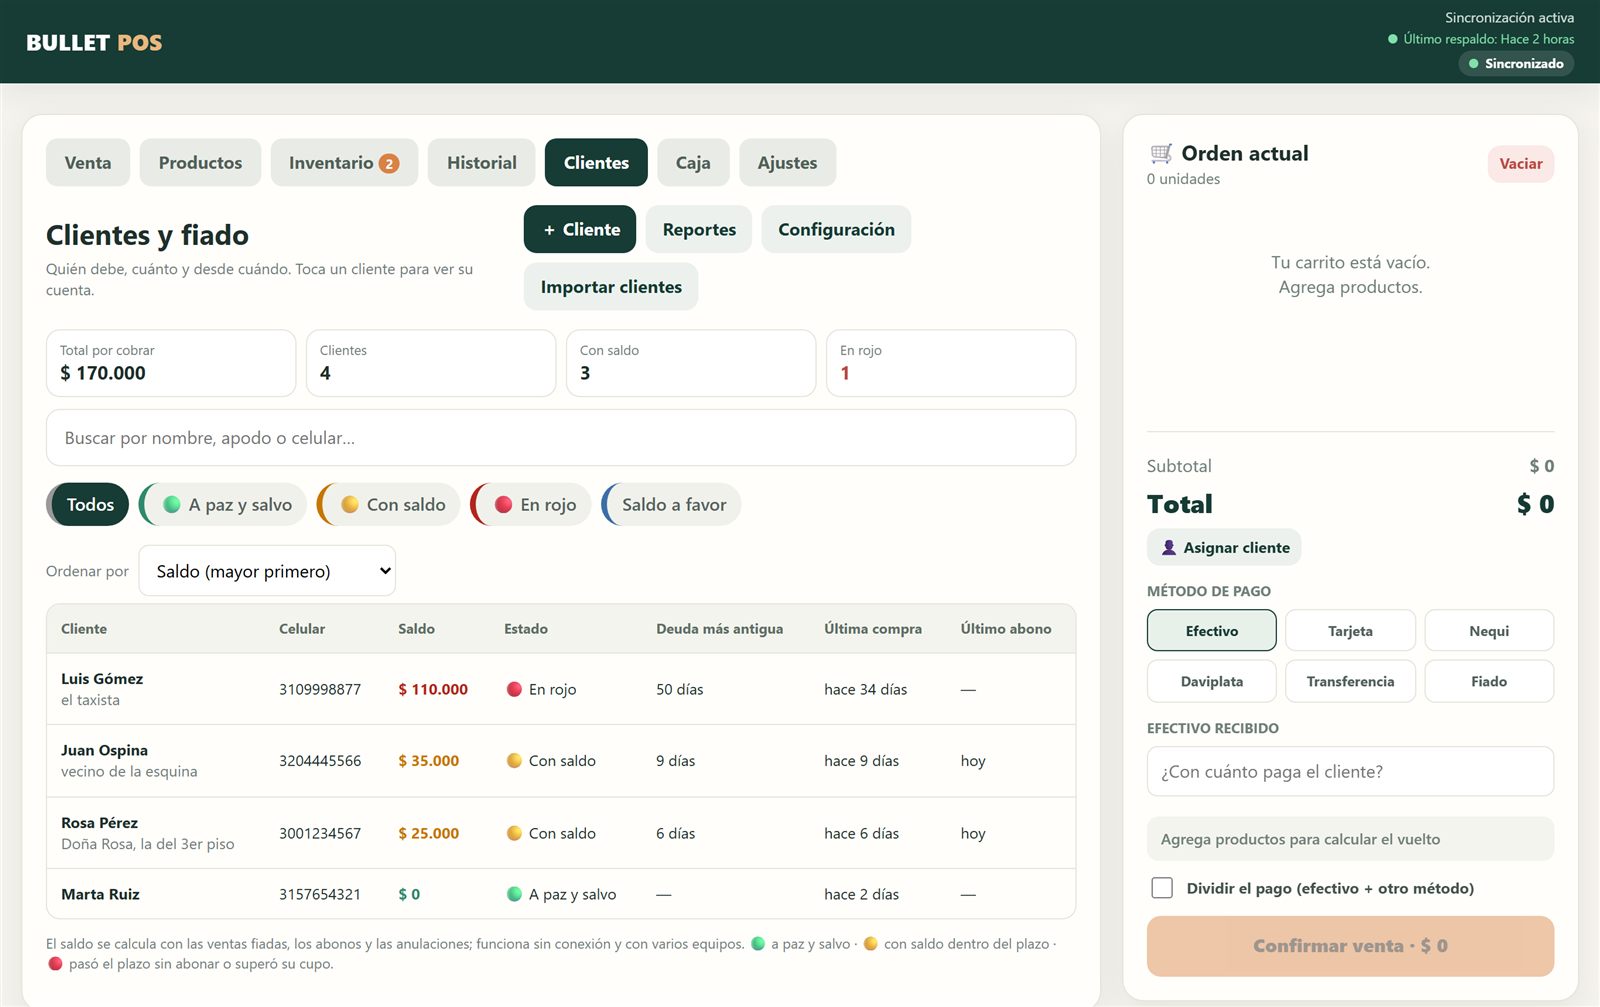 BULLET POS
Sincronización activa
Último respaldo: Hace 2 horas
Sincronizado
Venta
Productos
Inventario 2
Historial
Clientes
Caja
Ajustes
Clientes y fiado
Quién debe, cuánto y desde cuándo. Toca un cliente para ver su
cuenta.
+ Cliente
Reportes
Configuración
Importar clientes
Total por cobrar
$ 170.000
Clientes
4
Con saldo
3
En rojo
1
Buscar por nombre, apodo o celular...
Todos
A paz y salvo
Con saldo
En rojo
Saldo a favor
Ordenar por
Saldo (mayor primero)
Cliente Celular Saldo Estado Deuda más antigua Última compra Último abono
Luis Gómez
el taxista
3109998877 $ 110.000 En rojo 50 días hace 34 días —
Juan Ospina
vecino de la esquina
3204445566 $ 35.000 Con saldo 9 días hace 9 días hoy
Rosa Pérez
Doña Rosa, la del 3er piso
3001234567 $ 25.000 Con saldo 6 días hace 6 días hoy
Marta Ruiz 3157654321 $ 0 A paz y salvo — hace 2 días —
El saldo se calcula con las ventas fiadas, los abonos y las anulaciones; funciona sin conexión y con varios equipos. a paz y salvo · con saldo dentro del plazo ·
pasó el plazo sin abonar o superó su cupo.
Orden actual
0 unidades
Vaciar
Tu carrito está vacío.
Agrega productos.
Subtotal $ 0
Total $ 0
Asignar cliente
MÉTODO DE PAGO
Efectivo
Tarjeta
Nequi
Daviplata
Transferencia
Fiado
EFECTIVO RECIBIDO
¿Con cuánto paga el cliente?
Agrega productos para calcular el vuelto
Dividir el pago (efectivo + otro método)
Confirmar venta · $ 0